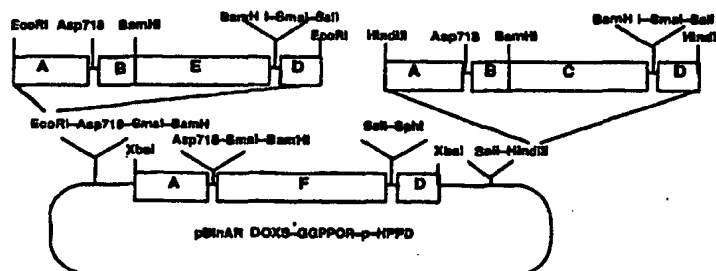 EcoRI Asp718 BamHI BamH I-SmaI-SalI EcoRI
A B E D
HindIII Asp718 BamHI BamH I-SmaI-SalI HindIII
A B C D
EcoRI-Asp718-SmaI-BamH
XbaI Asp718-SmaI-BamHI SalI-SphI XbaI SalI-HindIII
A F D
pBinAR DOXS-GGPPOR-p-HPPD